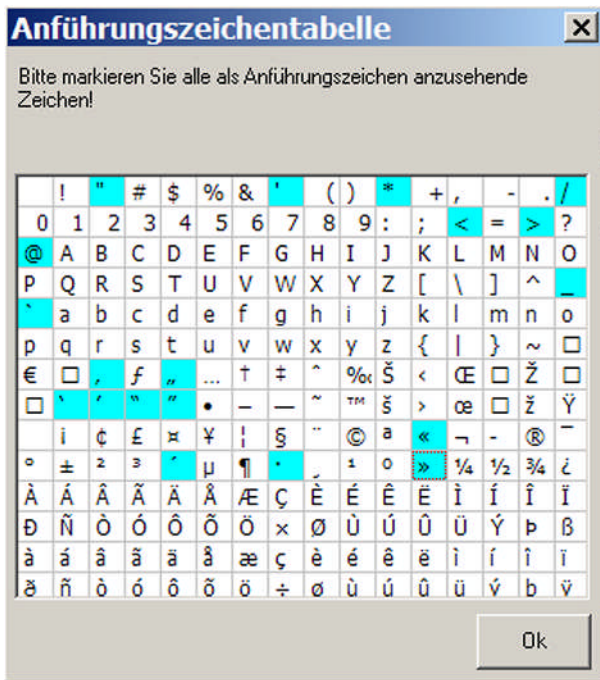 Anführungszeichentabelle
Bitte markieren Sie alle als Anführungszeichen anzusehende
Zeichen!
! " # $ % & ' ( ) * + , - . /
0 1 2 3 4 5 6 7 8 9 : ; < = > ?
@ A B C D E F G H I J K L M N O
P Q R S T U V W X Y Z [ \ ] ^ _
` a b c d e f g h i j k l m n o
p q r s t u v w x y z { | } ~ □
€ □ ‚ ƒ „ … † ‡ ˆ ‰ Š ‹ Œ □ Ž □
□ ‘ ’ “ ” • – — ˜ ™ š › œ □ ž Ÿ
¡ ¢ £ ¤ ¥ ¦ § ¨ © ª « ¬ - ® ¯
° ± ² ³ ´ µ ¶ · ¸ ¹ º » ¼ ½ ¾ ¿
À Á Â Ã Ä Å Æ Ç È É Ê Ë Ì Í Î Ï
Ð Ñ Ò Ó Ô Õ Ö × Ø Ù Ú Û Ü Ý Þ ß
à á â ã ä å æ ç è é ê ë ì í î ï
ð ñ ò ó ô õ ö ÷ ø ù ú û ü ý þ ÿ
Ok